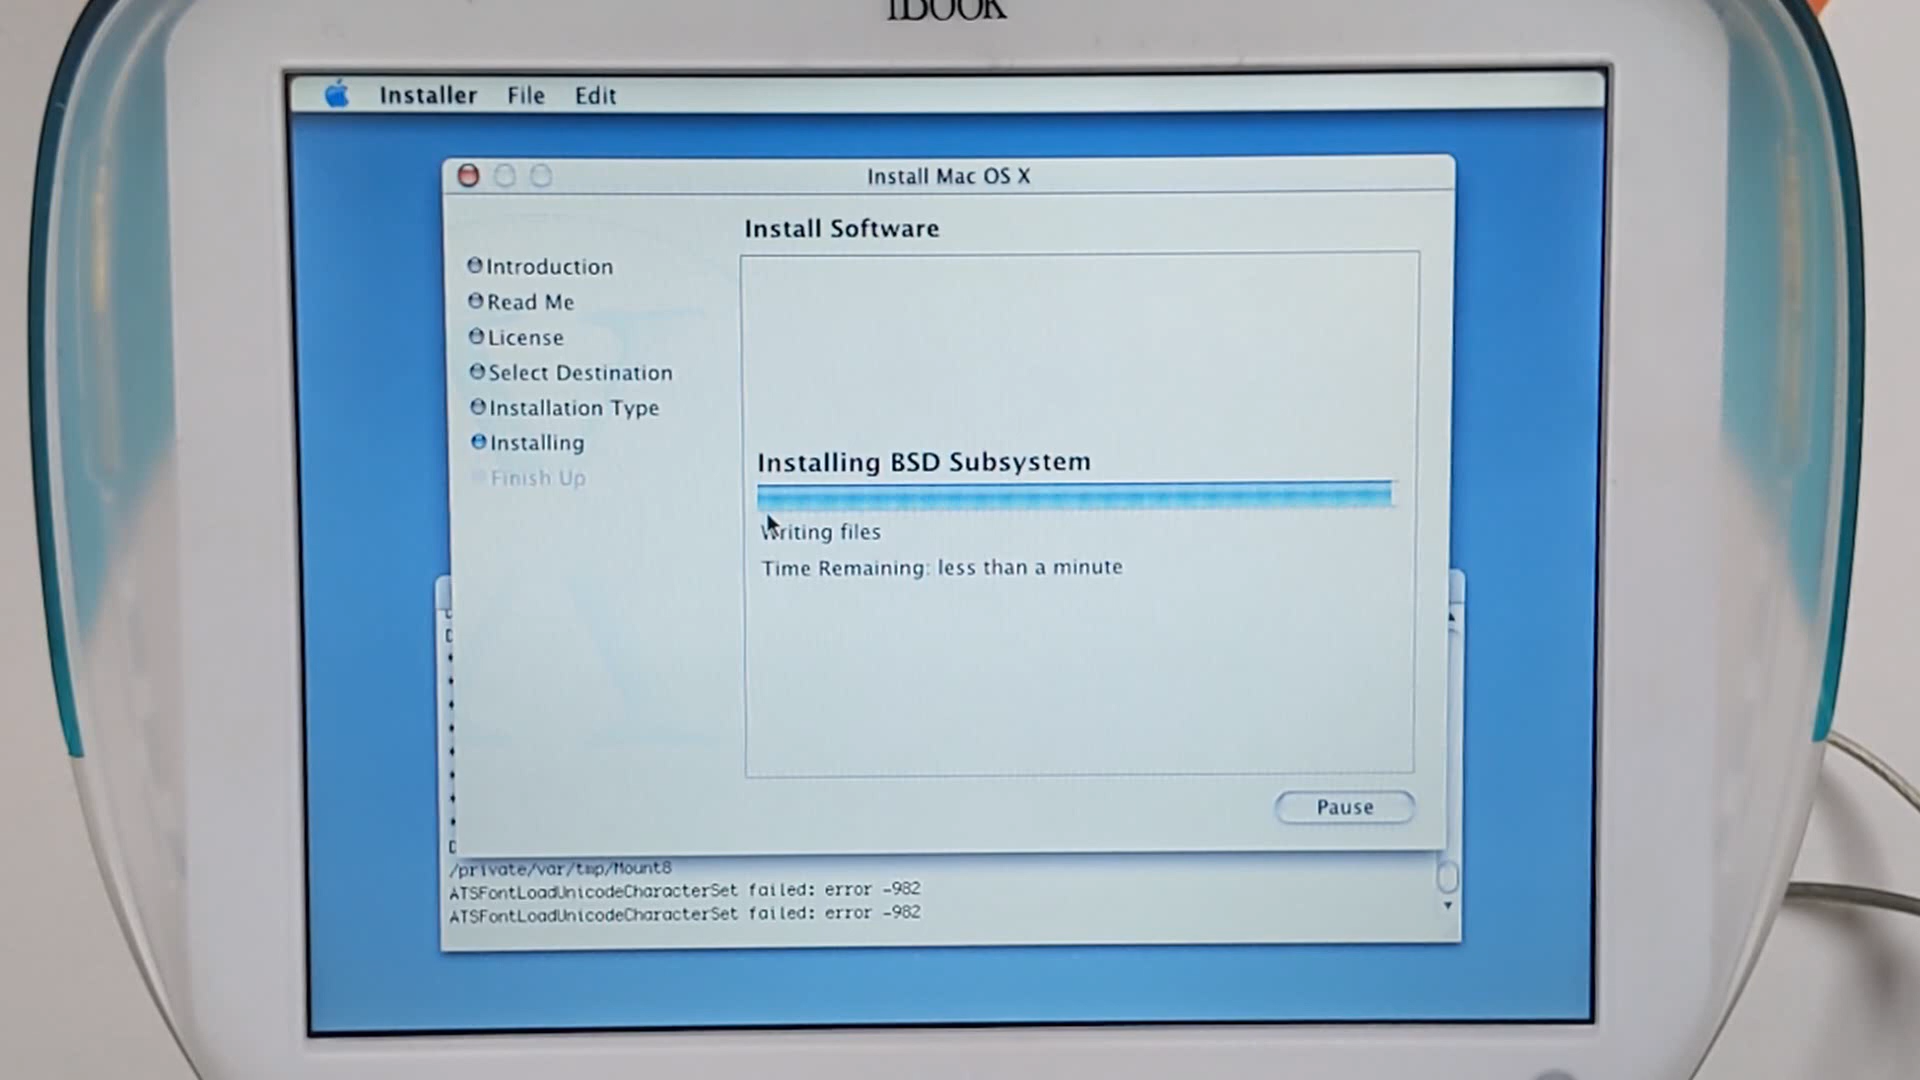 iBOOK
Installer File Edit
Install Mac OS X
Install Software
Introduction
Read Me
License
Select Destination
Installation Type
Installing
Finish Up
Installing BSD Subsystem
Writing files
Time Remaining: less than a minute
Pause
/private/var/tmp/Mount8
ATSFontLoadUnicodeCharacterSet failed: error -982
ATSFontLoadUnicodeCharacterSet failed: error -982